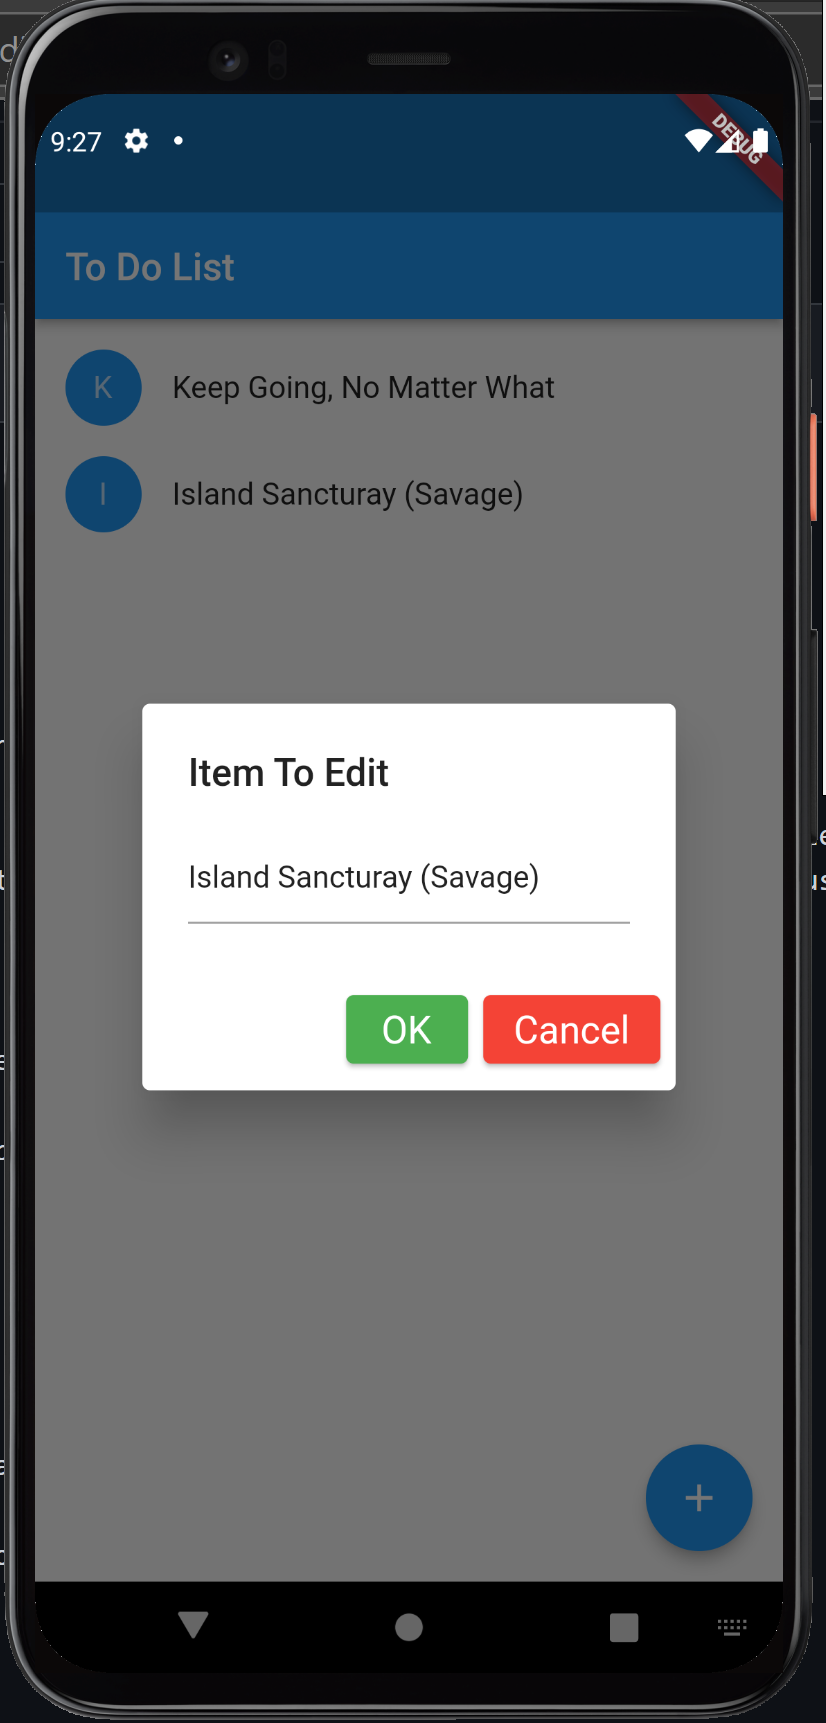 9:27
DEBUG
To Do List
K
Keep Going, No Matter What
I
Island Sancturay (Savage)
Item To Edit
Island Sancturay (Savage)
OK
Cancel
+